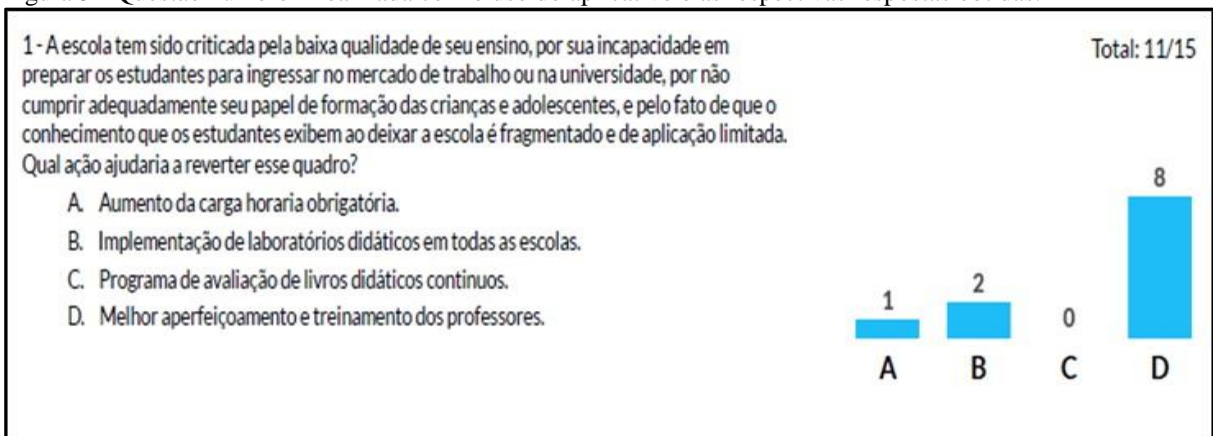 1 - A escola tem sido criticada pela baixa qualidade de seu ensino, por sua incapacidade em
preparar os estudantes para ingressar no mercado de trabalho ou na universidade, por não
cumprir adequadamente seu papel de formação das crianças e adolescentes, e pelo fato de que o
conhecimento que os estudantes exibem ao deixar a escola é fragmentado e de aplicação limitada.
Qual ação ajudaria a reverter esse quadro?
A. Aumento da carga horaria obrigatória.
B. Implementação de laboratórios didáticos em todas as escolas.
C. Programa de avaliação de livros didáticos continuos.
D. Melhor aperfeiçoamento e treinamento dos professores.
Total: 11/15
1 2 0 8
A B C D